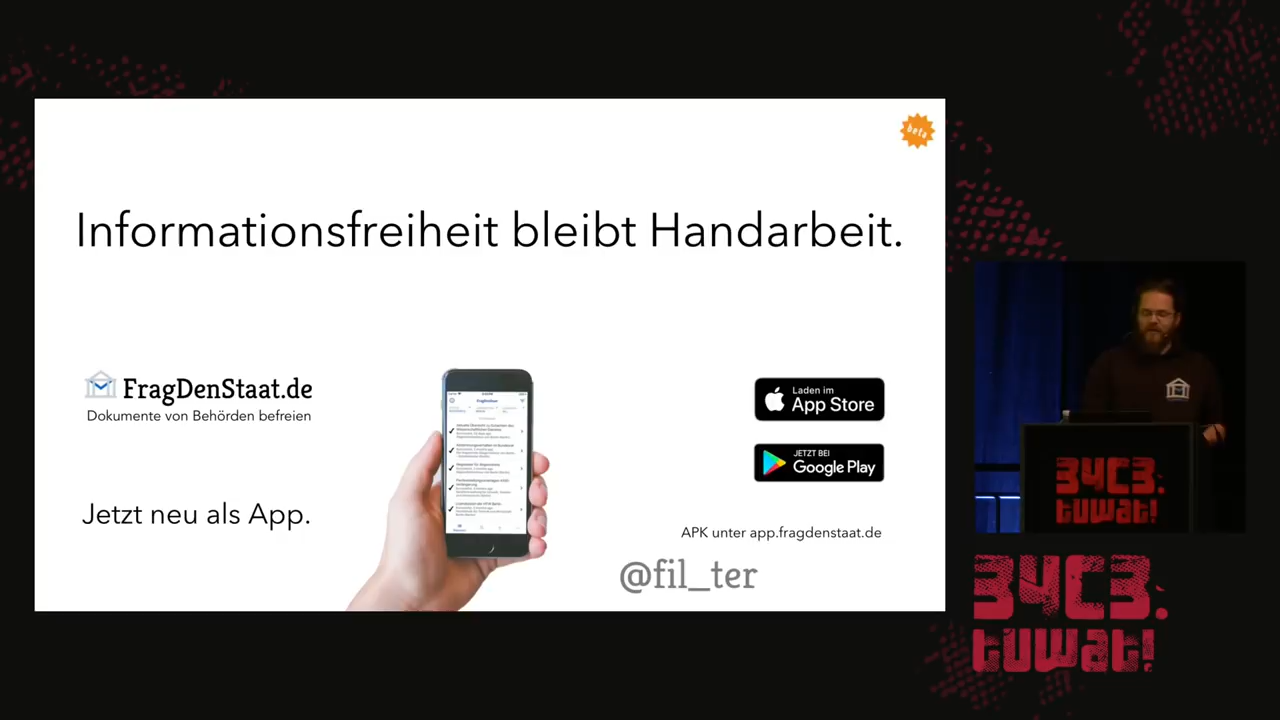 beta
Informationsfreiheit bleibt Handarbeit.
FragDenStaat.de
Dokumente von Behörden befreien
Jetzt neu als App.
Laden im
App Store
JETZT BEI
Google Play
APK unter app.fragdenstaat.de
@fil_ter
34C3.
tuwat!
34C3.
tuwat!